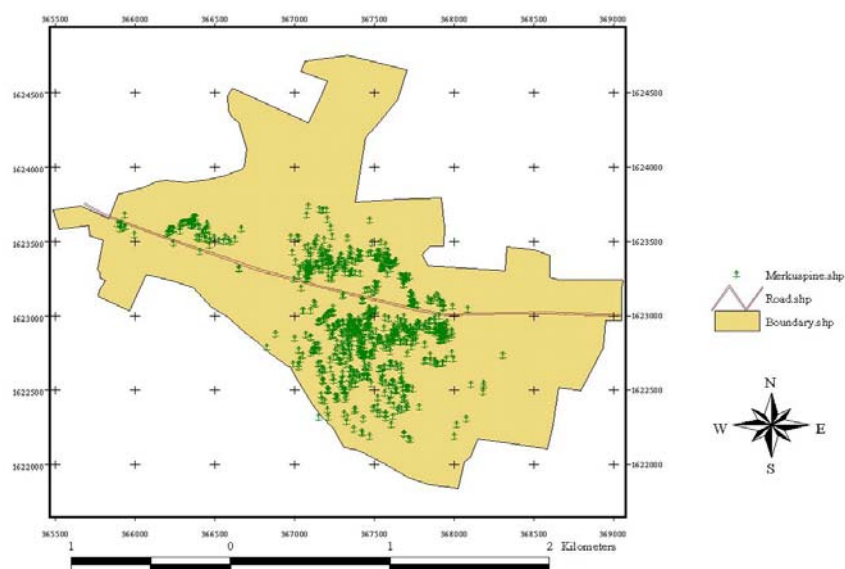 365500 366000 366500 367000 367500 368000 368500 369000
1624500 1624500
1624000 1624000
1623500 1623500
1623000 1623000
1622500 1622500
1622000 1622000
365500 366000 366500 367000 367500 368000 368500 369000
Merkuspine.shp
Road.shp
Boundary.shp
N
W E
S
1 0 1 2 Kilometers